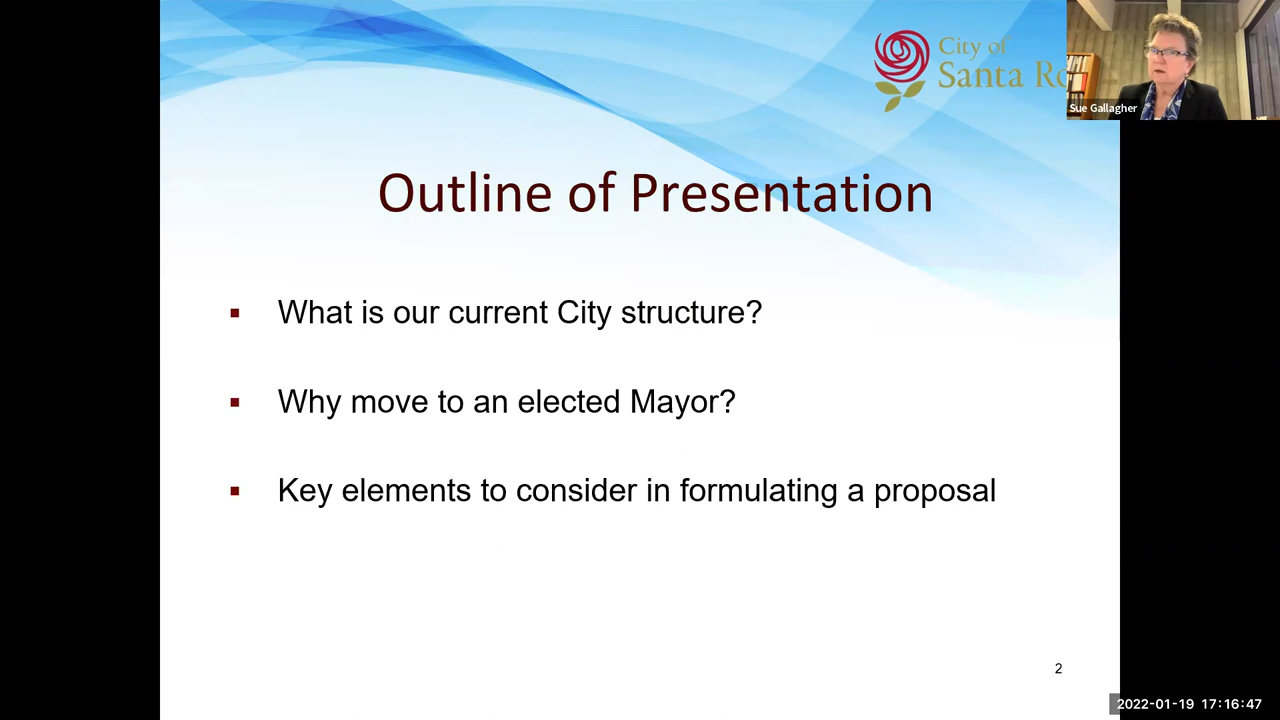 City of
Santa Ro
Sue Gallagher
Outline of Presentation
▪ What is our current City structure?
▪ Why move to an elected Mayor?
▪ Key elements to consider in formulating a proposal
2
2022-01-19 17:16:47